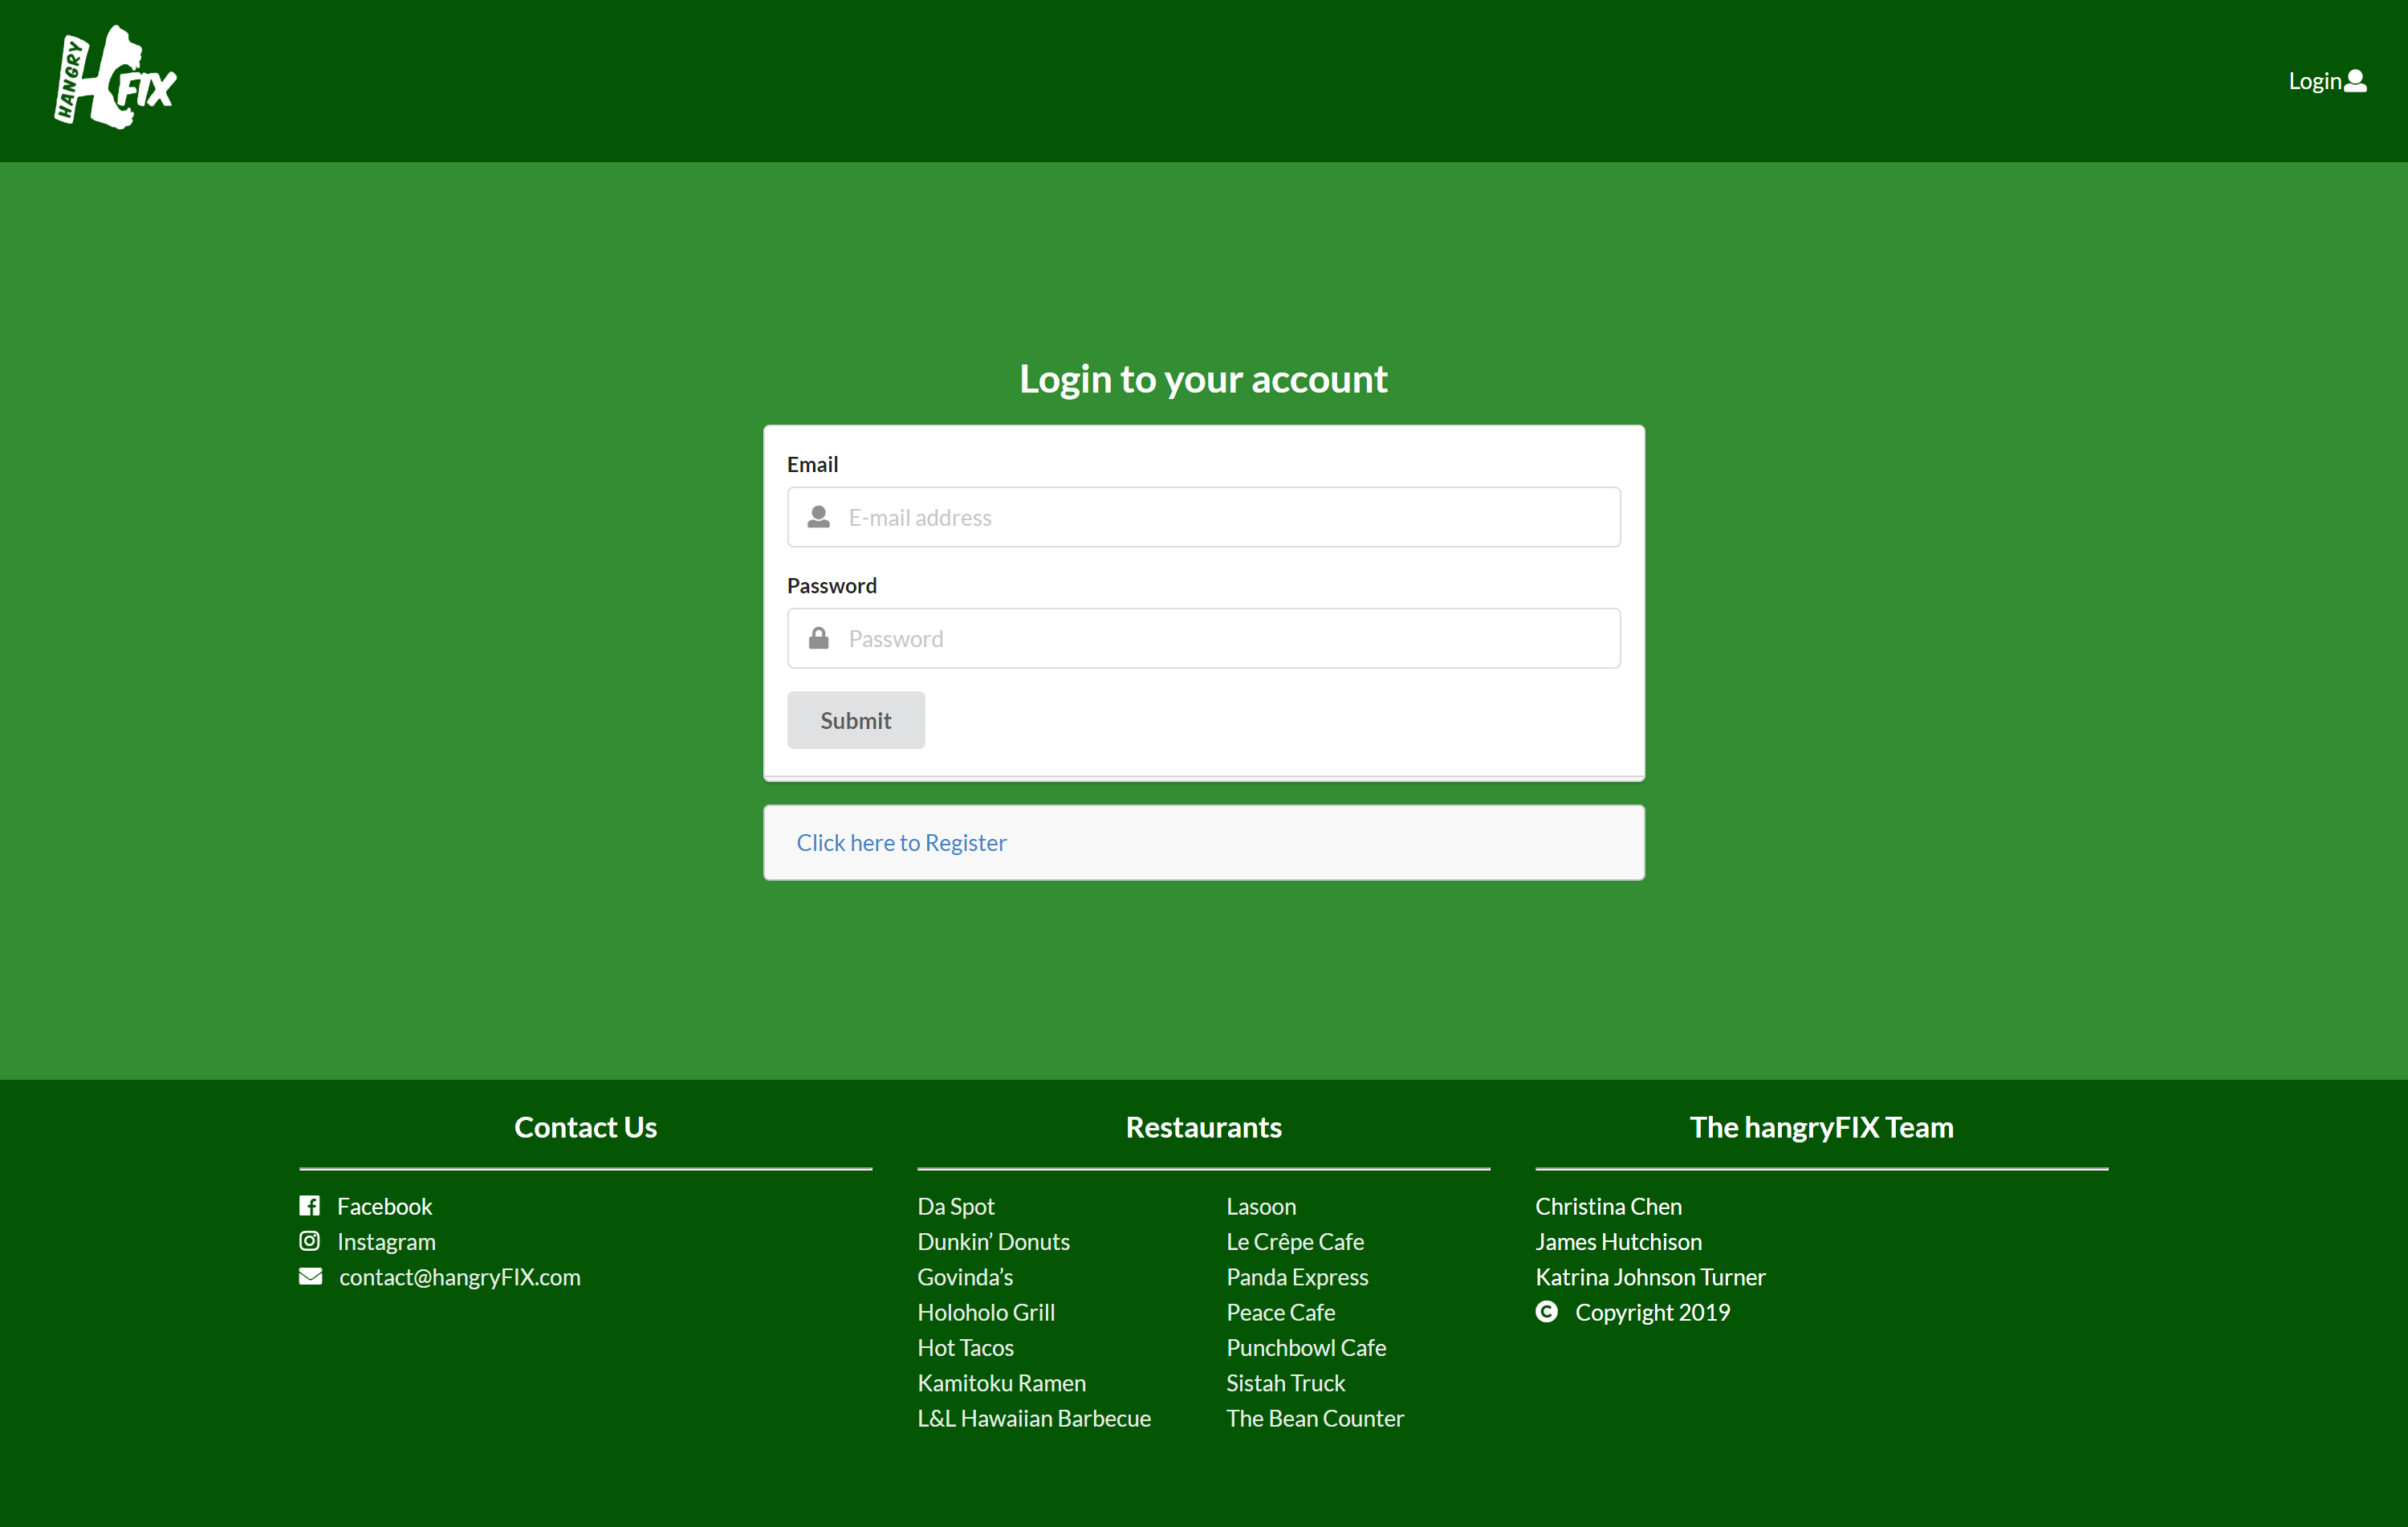 HANGRY
FIX
Login
Login to your account
Email
E-mail address
Password
Password
Submit
Click here to Register
Contact Us
Facebook
Instagram
contact@hangryFIX.com
Restaurants
Da Spot
Dunkin’ Donuts
Govinda’s
Holoholo Grill
Hot Tacos
Kamitoku Ramen
L&L Hawaiian Barbecue
Lasoon
Le Crêpe Cafe
Panda Express
Peace Cafe
Punchbowl Cafe
Sistah Truck
The Bean Counter
The hangryFIX Team
Christina Chen
James Hutchison
Katrina Johnson Turner
Copyright 2019